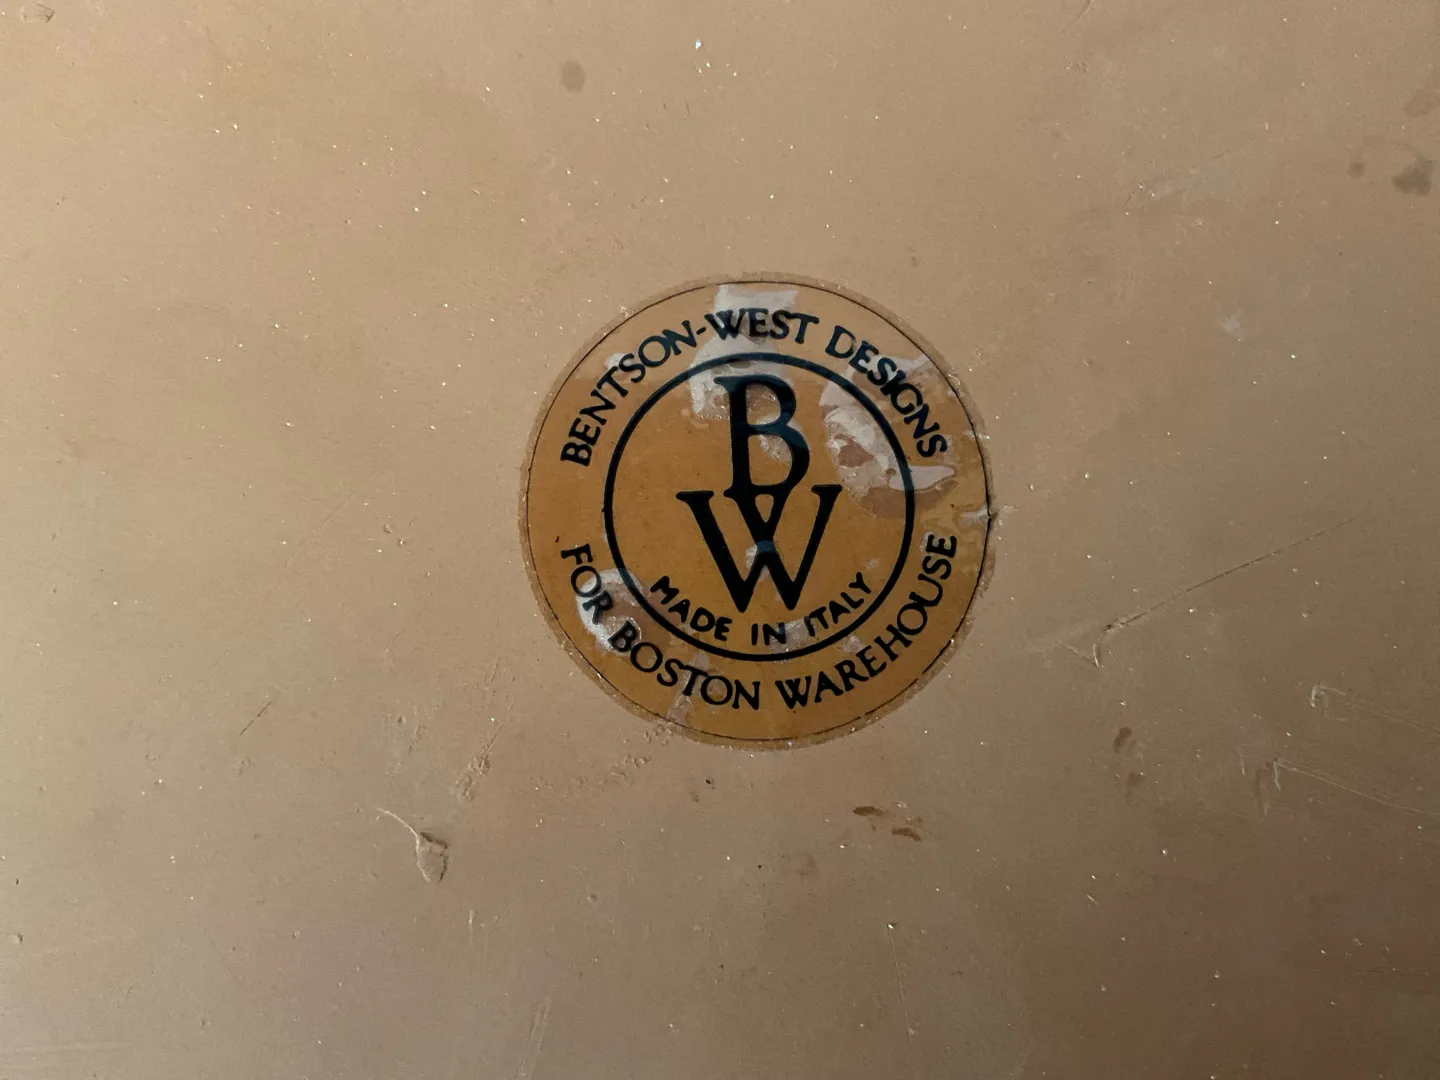 BENTSON-WEST DESIGNS
BW
MADE IN ITALY
FOR BOSTON WAREHOUSE